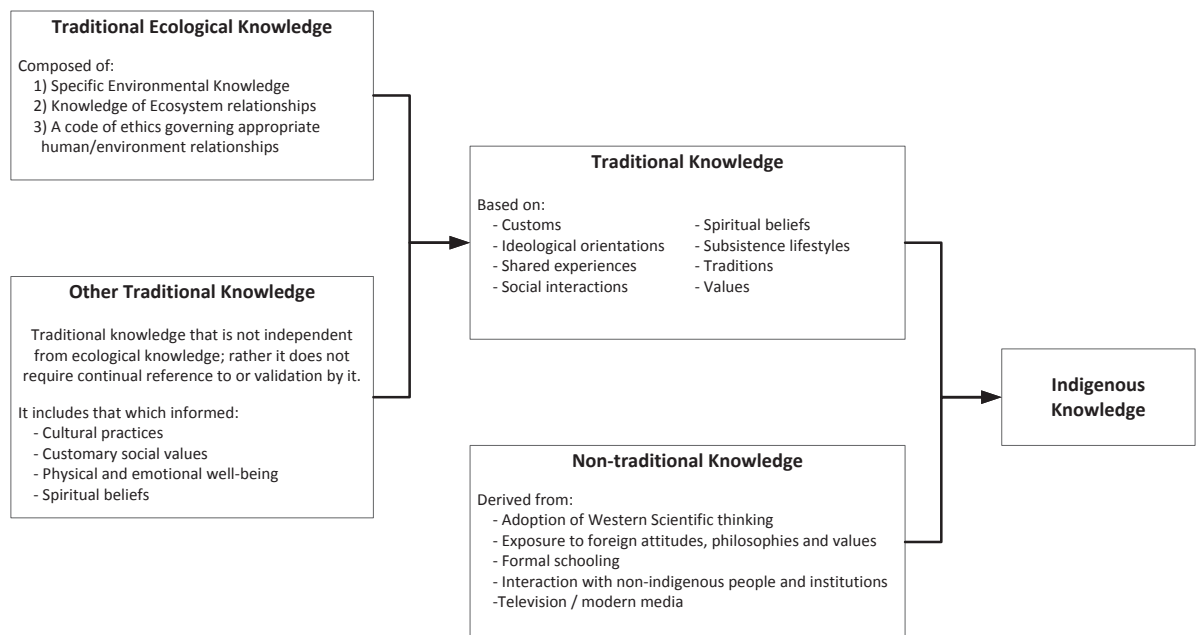 Traditional Ecological Knowledge
Composed of:
1) Specific Environmental Knowledge
2) Knowledge of Ecosystem relationships
3) A code of ethics governing appropriate
human/environment relationships
Other Traditional Knowledge
Traditional knowledge that is not independent
from ecological knowledge; rather it does not
require continual reference to or validation by it.
It includes that which informed:
- Cultural practices
- Customary social values
- Physical and emotional well-being
- Spiritual beliefs
Traditional Knowledge
Based on:
- Customs
- Ideological orientations
- Shared experiences
- Social interactions
- Spiritual beliefs
- Subsistence lifestyles
- Traditions
- Values
Non-traditional Knowledge
Derived from:
- Adoption of Western Scientific thinking
- Exposure to foreign attitudes, philosophies and values
- Formal schooling
- Interaction with non-indigenous people and institutions
-Television / modern media
Indigenous
Knowledge